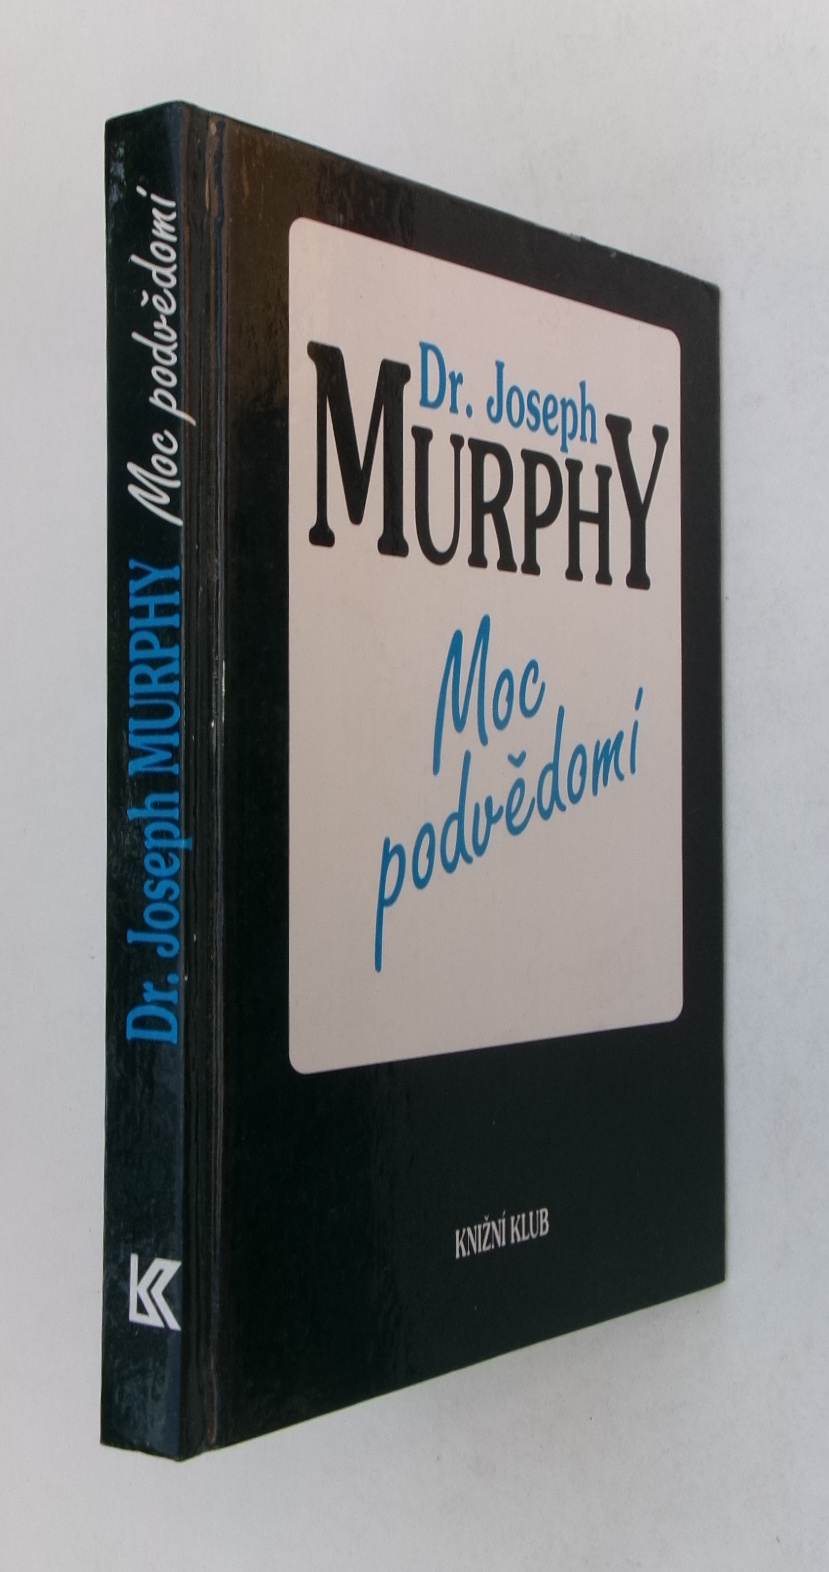 Dr. Joseph MURPHY Moc podvědomí
Dr. Joseph
MURPHY
Moc
podvědomí
KNIŽNÍ KLUB